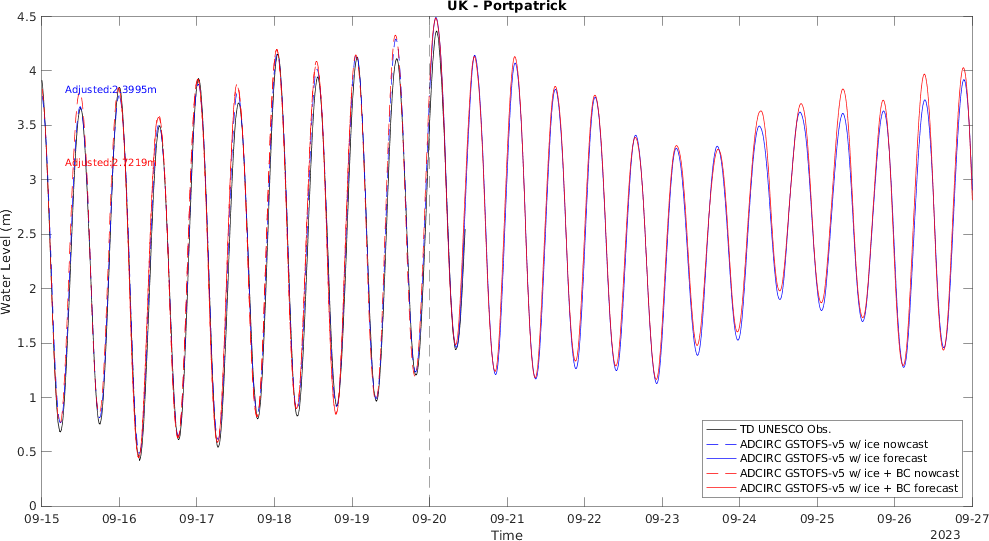 UK - Portpatrick
4.5
4
3.5
3
2.5
2
1.5
1
0.5
0
Water Level (m)
Adjusted:2.3995m
Adjusted:2.7219m
TD UNESCO Obs.
ADCIRC GSTOFS-v5 w/ ice nowcast
ADCIRC GSTOFS-v5 w/ ice forecast
ADCIRC GSTOFS-v5 w/ ice + BC nowcast
ADCIRC GSTOFS-v5 w/ ice + BC forecast
09-15 09-16 09-17 09-18 09-19 09-20 09-21 09-22 09-23 09-24 09-25 09-26 09-27
Time
2023